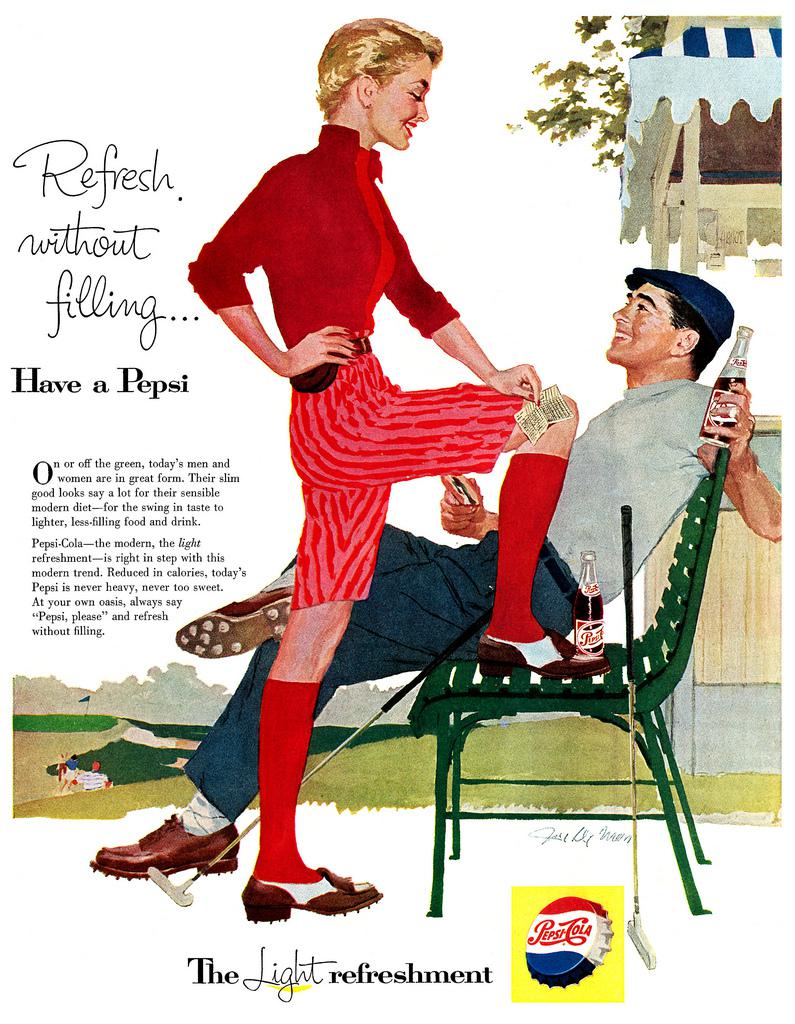 Refresh
without
filling...
Have a Pepsi
On or off the green, today's men and
women are in great form. Their slim
good looks say a lot for their sensible
modern diet—for the swing in taste to
lighter, less-filling food and drink.
Pepsi-Cola—the modern, the light
refreshment—is right in step with this
modern trend. Reduced in calories, today's
Pepsi is never heavy, never too sweet.
At your own oasis, always say
"Pepsi, please" and refresh
without filling.
The Light refreshment
PEPSI-COLA